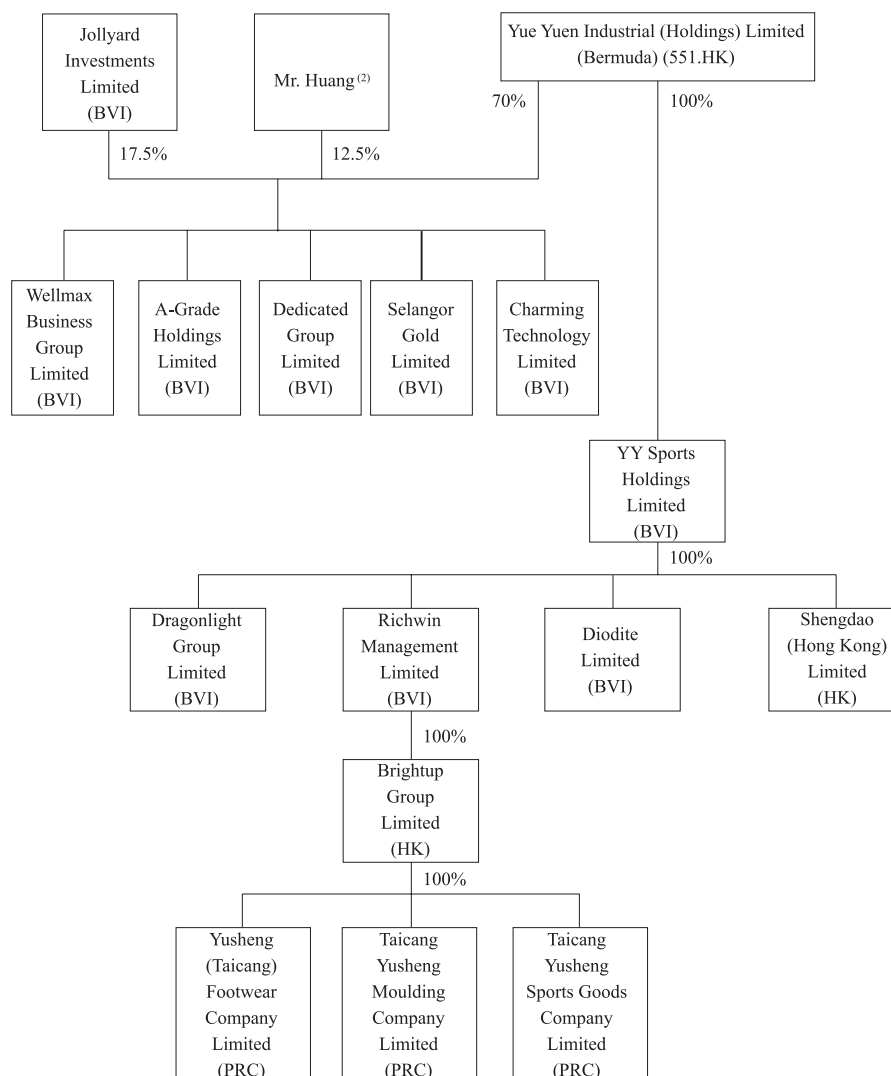 Jollyard
Investments
Limited
(BVI)
Mr. Huang (2)
Yue Yuen Industrial (Holdings) Limited
(Bermuda) (551.HK)
17.5%
12.5%
70%
100%
Wellmax
Business
Group
Limited
(BVI)
A-Grade
Holdings
Limited
(BVI)
Dedicated
Group
Limited
(BVI)
Selangor
Gold
Limited
(BVI)
Charming
Technology
Limited
(BVI)
YY Sports
Holdings
Limited
(BVI)
100%
Dragonlight
Group
Limited
(BVI)
Richwin
Management
Limited
(BVI)
Diodite
Limited
(BVI)
Shengdao
(Hong Kong)
Limited
(HK)
100%
Brightup
Group
Limited
(HK)
100%
Yusheng
(Taicang)
Footwear
Company
Limited
(PRC)
Taicang
Yusheng
Moulding
Company
Limited
(PRC)
Taicang
Yusheng
Sports Goods
Company
Limited
(PRC)